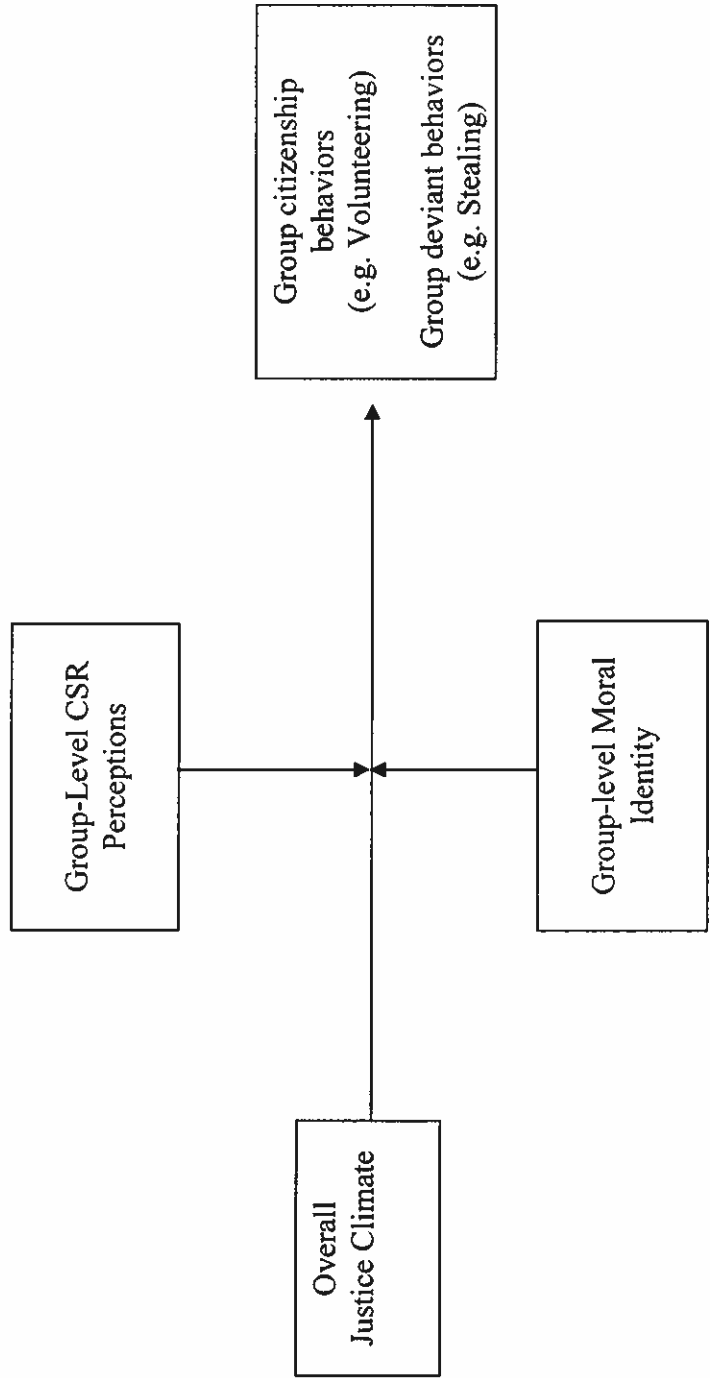 Group-Level CSR
Perceptions
Overall
Justice Climate
Group citizenship
behaviors
(e.g. Volunteering)
Group deviant behaviors
(e.g. Stealing)
Group-level Moral
Identity